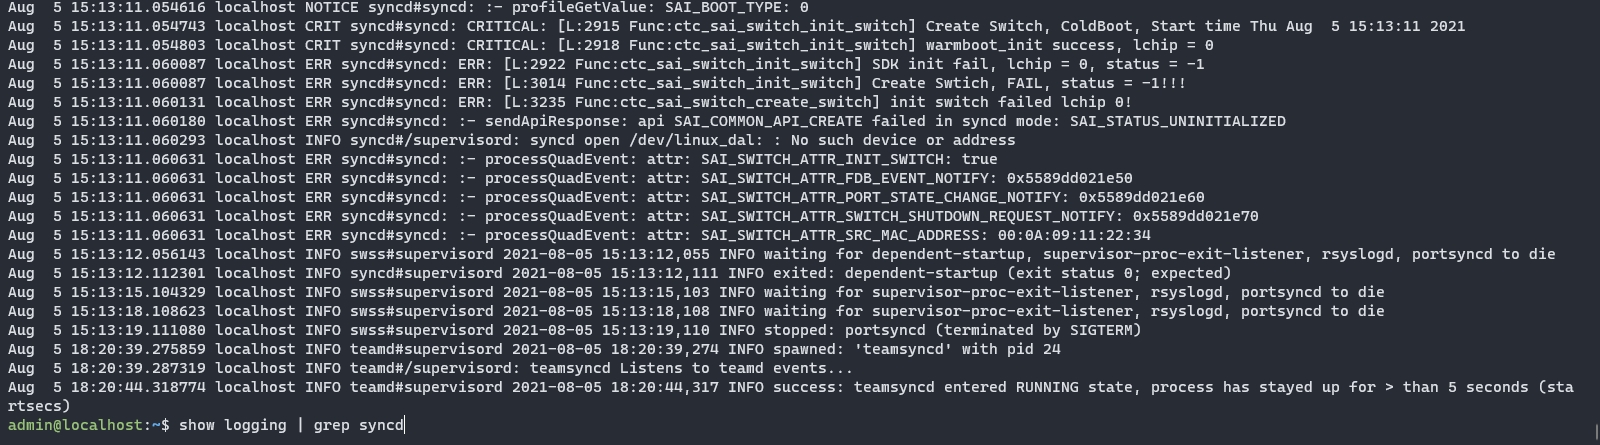 Aug  5 15:13:11.054616 localhost NOTICE syncd#syncd: :- profileGetValue: SAI_BOOT_TYPE: 0
Aug  5 15:13:11.054743 localhost CRIT syncd#syncd: CRITICAL: [L:2915 Func:ctc_sai_switch_init_switch] Create Switch, ColdBoot, Start time Thu Aug  5 15:13:11 2021
Aug  5 15:13:11.054803 localhost CRIT syncd#syncd: CRITICAL: [L:2918 Func:ctc_sai_switch_init_switch] warmboot_init success, lchip = 0
Aug  5 15:13:11.060087 localhost ERR syncd#syncd: ERR: [L:2922 Func:ctc_sai_switch_init_switch] SDK init fail, lchip = 0, status = -1
Aug  5 15:13:11.060087 localhost ERR syncd#syncd: ERR: [L:3014 Func:ctc_sai_switch_init_switch] Create Swtich, FAIL, status = -1!!!
Aug  5 15:13:11.060131 localhost ERR syncd#syncd: ERR: [L:3235 Func:ctc_sai_switch_create_switch] init switch failed lchip 0!
Aug  5 15:13:11.060180 localhost ERR syncd#syncd: :- sendApiResponse: api SAI_COMMON_API_CREATE failed in syncd mode: SAI_STATUS_UNINITIALIZED
Aug  5 15:13:11.060293 localhost INFO syncd#/supervisord: syncd open /dev/linux_dal: : No such device or address
Aug  5 15:13:11.060631 localhost ERR syncd#syncd: :- processQuadEvent: attr: SAI_SWITCH_ATTR_INIT_SWITCH: true
Aug  5 15:13:11.060631 localhost ERR syncd#syncd: :- processQuadEvent: attr: SAI_SWITCH_ATTR_FDB_EVENT_NOTIFY: 0x5589dd021e50
Aug  5 15:13:11.060631 localhost ERR syncd#syncd: :- processQuadEvent: attr: SAI_SWITCH_ATTR_PORT_STATE_CHANGE_NOTIFY: 0x5589dd021e60
Aug  5 15:13:11.060631 localhost ERR syncd#syncd: :- processQuadEvent: attr: SAI_SWITCH_ATTR_SWITCH_SHUTDOWN_REQUEST_NOTIFY: 0x5589dd021e70
Aug  5 15:13:11.060631 localhost ERR syncd#syncd: :- processQuadEvent: attr: SAI_SWITCH_ATTR_SRC_MAC_ADDRESS: 00:0A:09:11:22:34
Aug  5 15:13:12.056143 localhost INFO swss#supervisord 2021-08-05 15:13:12,055 INFO waiting for dependent-startup, supervisor-proc-exit-listener, rsyslogd, portsyncd to die
Aug  5 15:13:12.112301 localhost INFO syncd#supervisord 2021-08-05 15:13:12,111 INFO exited: dependent-startup (exit status 0; expected)
Aug  5 15:13:15.104329 localhost INFO swss#supervisord 2021-08-05 15:13:15,103 INFO waiting for supervisor-proc-exit-listener, rsyslogd, portsyncd to die
Aug  5 15:13:18.108623 localhost INFO swss#supervisord 2021-08-05 15:13:18,108 INFO waiting for supervisor-proc-exit-listener, rsyslogd, portsyncd to die
Aug  5 15:13:19.111080 localhost INFO swss#supervisord 2021-08-05 15:13:19,110 INFO stopped: portsyncd (terminated by SIGTERM)
Aug  5 18:20:39.275859 localhost INFO teamd#supervisord 2021-08-05 18:20:39,274 INFO spawned: 'teamsyncd' with pid 24
Aug  5 18:20:39.287319 localhost INFO teamd#/supervisord: teamsyncd Listens to teamd events...
Aug  5 18:20:44.318774 localhost INFO teamd#supervisord 2021-08-05 18:20:44,317 INFO success: teamsyncd entered RUNNING state, process has stayed up for > than 5 seconds (sta
rtsecs)
admin@localhost:~$ show logging | grep syncd